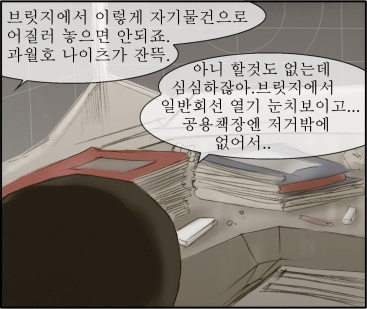 브릿지에서 이렇게 자기물건으로
어질러 놓으면 안되죠.
과월호 나이츠가 잔뜩.
아니 할것도 없는데
심심하잖아.브릿지에서
일반회선 열기 눈치보이고...
공용책장엔 저거밖에
없어서..